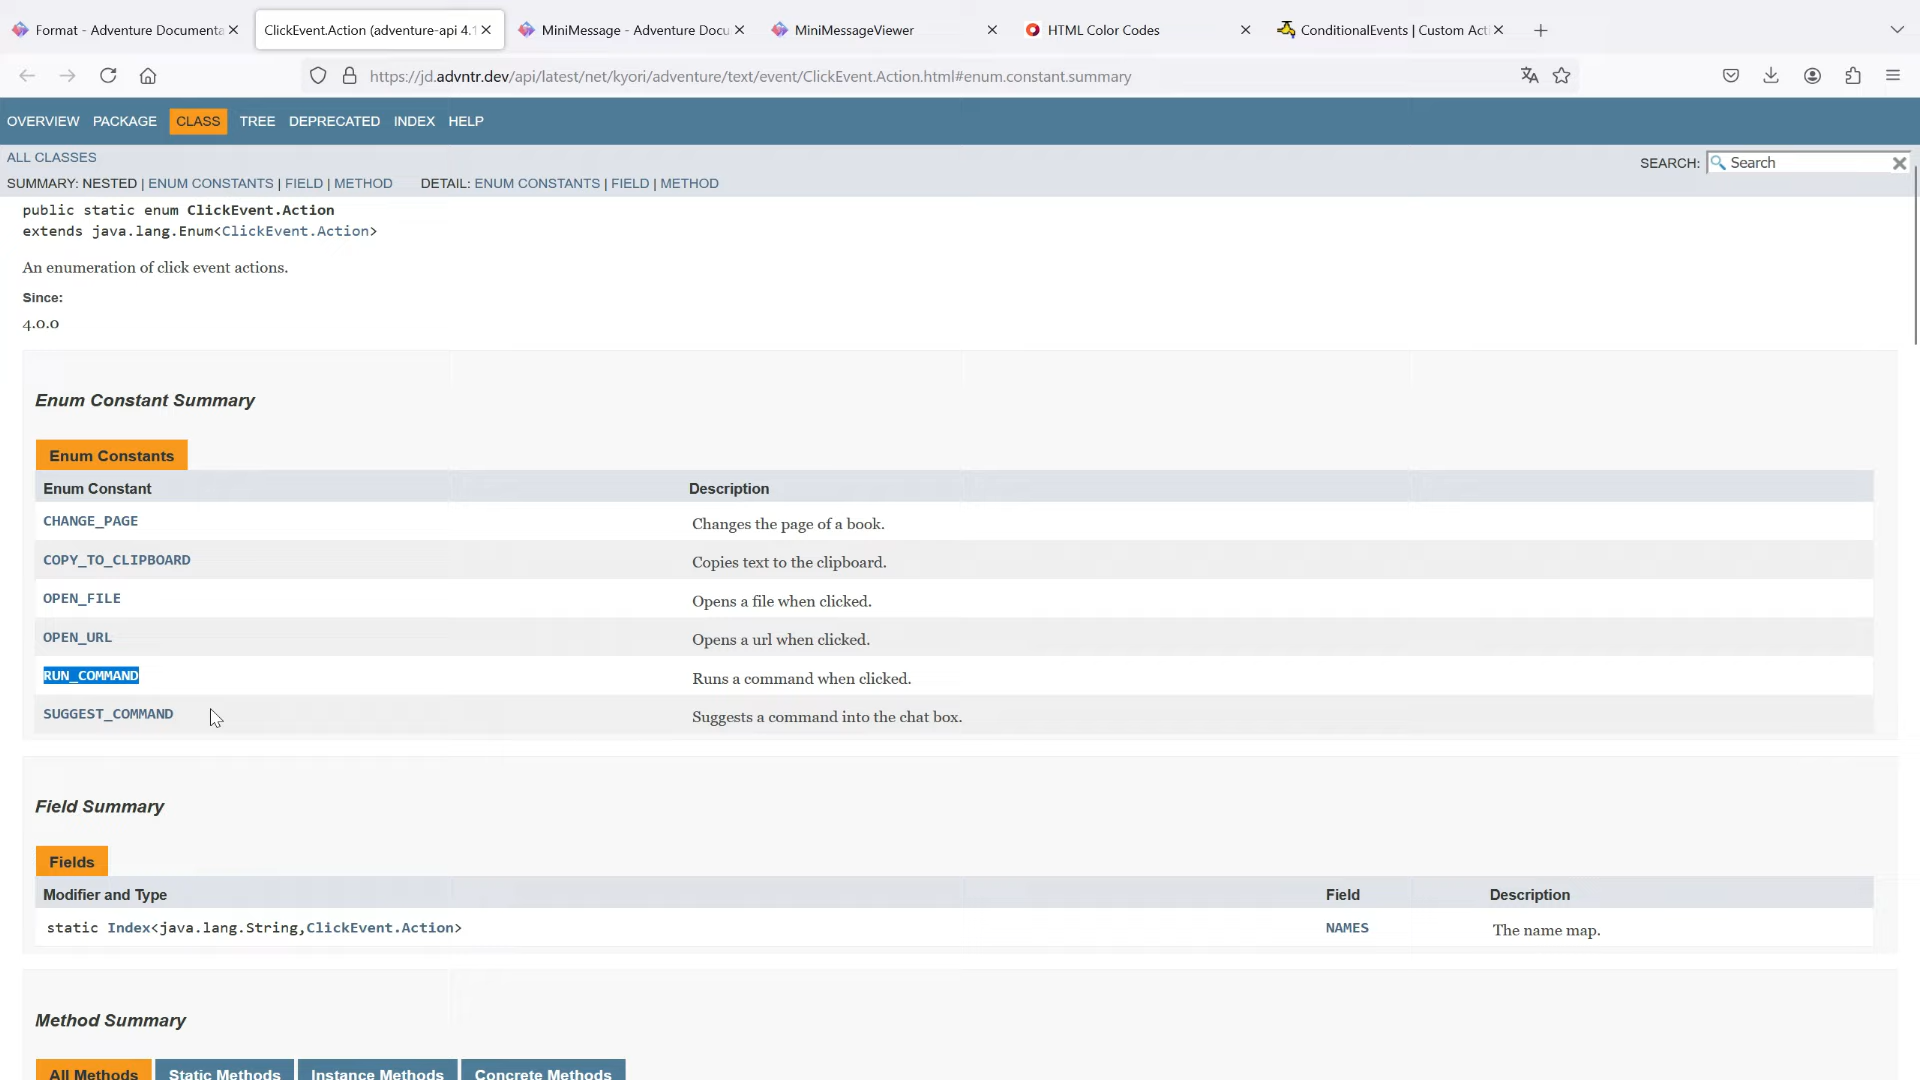 Format - Adventure Documenta
ClickEvent.Action (adventure-api 4.1
MiniMessage - Adventure Docu
MiniMessageViewer
HTML Color Codes
ConditionalEvents | Custom Act
https://jd.advntr.dev/api/latest/net/kyori/adventure/text/event/ClickEvent.Action.html#enum.constant.summary
OVERVIEW PACKAGE CLASS TREE DEPRECATED INDEX HELP
ALL CLASSES
SEARCH: Search
SUMMARY: NESTED | ENUM CONSTANTS | FIELD | METHOD DETAIL: ENUM CONSTANTS | FIELD | METHOD
public static enum ClickEvent.Action
extends java.lang.Enum<ClickEvent.Action>
An enumeration of click event actions.
Since:
4.0.0
Enum Constant Summary
Enum Constants
Enum Constant Description
CHANGE_PAGE Changes the page of a book.
COPY_TO_CLIPBOARD Copies text to the clipboard.
OPEN_FILE Opens a file when clicked.
OPEN_URL Opens a url when clicked.
RUN_COMMAND Runs a command when clicked.
SUGGEST_COMMAND Suggests a command into the chat box.
Field Summary
Fields
Modifier and Type Field Description
static Index<java.lang.String,ClickEvent.Action> NAMES The name map.
Method Summary
All Methods Static Methods Instance Methods Concrete Methods